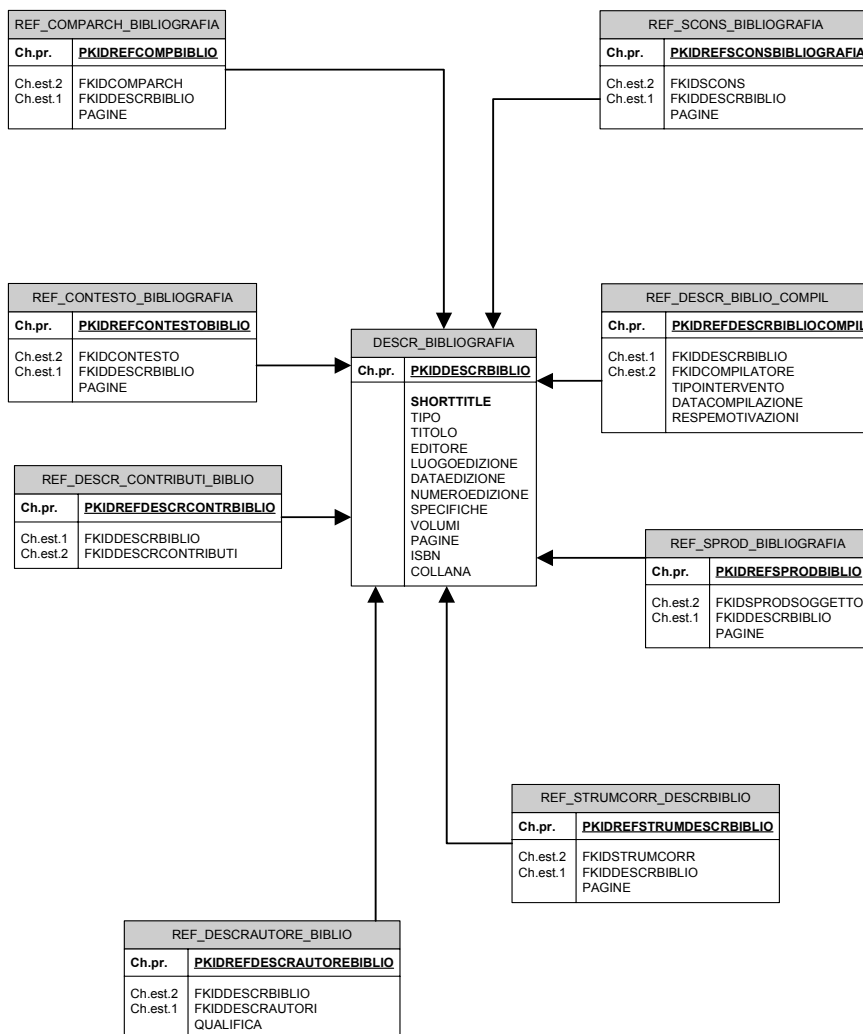 REF_COMPARCH_BIBLIOGRAFIA
Ch.pr. PKIDREFCOMPBIBLIO
Ch.est.2 FKIDCOMPARCH
Ch.est.1 FKIDDESCRBIBLIO
PAGINE
REF_SCONS_BIBLIOGRAFIA
Ch.pr. PKIDREFSCONSBIBLIOGRAFIA
Ch.est.2 FKIDSCONS
Ch.est.1 FKIDDESCRBIBLIO
PAGINE
REF_CONTESTO_BIBLIOGRAFIA
Ch.pr. PKIDREFCONTESTOBIBLIO
Ch.est.2 FKIDCONTESTO
Ch.est.1 FKIDDESCRBIBLIO
PAGINE
REF_DESCR_BIBLIO_COMPIL
Ch.pr. PKIDREFDESCRBIBLIOCOMPIL
Ch.est.1 FKIDDESCRBIBLIO
Ch.est.2 FKIDCOMPILATORE
TIPOINTERVENTO
DATACOMPILAZIONE
RESPEMOTIVAZIONI
DESCR_BIBLIOGRAFIA
Ch.pr. PKIDDESCRBIBLIO
SHORTTITLE
TIPO
TITOLO
EDITORE
LUOGOEDIZIONE
DATAEDIZIONE
NUMEROEDIZIONE
SPECIFICHE
VOLUMI
PAGINE
ISBN
COLLANA
REF_DESCR_CONTRIBUTI_BIBLIO
Ch.pr. PKIDREFDESCRCONTRBIBLIO
Ch.est.1 FKIDDESCRBIBLIO
Ch.est.2 FKIDDESCRCONTRIBUTI
REF_SPROD_BIBLIOGRAFIA
Ch.pr. PKIDREFSPRODBIBLIO
Ch.est.2 FKIDSPRODSOGGETTO
Ch.est.1 FKIDDESCRBIBLIO
PAGINE
REF_STRUMCORR_DESCRBIBLIO
Ch.pr. PKIDREFSTRUMDESCRBIBLIO
Ch.est.2 FKIDSTRUMCORR
Ch.est.1 FKIDDESCRBIBLIO
PAGINE
REF_DESCRAUTORE_BIBLIO
Ch.pr. PKIDREFDESCRAUTOREBIBLIO
Ch.est.2 FKIDDESCRBIBLIO
Ch.est.1 FKIDDESCRAUTORI
QUALIFICA